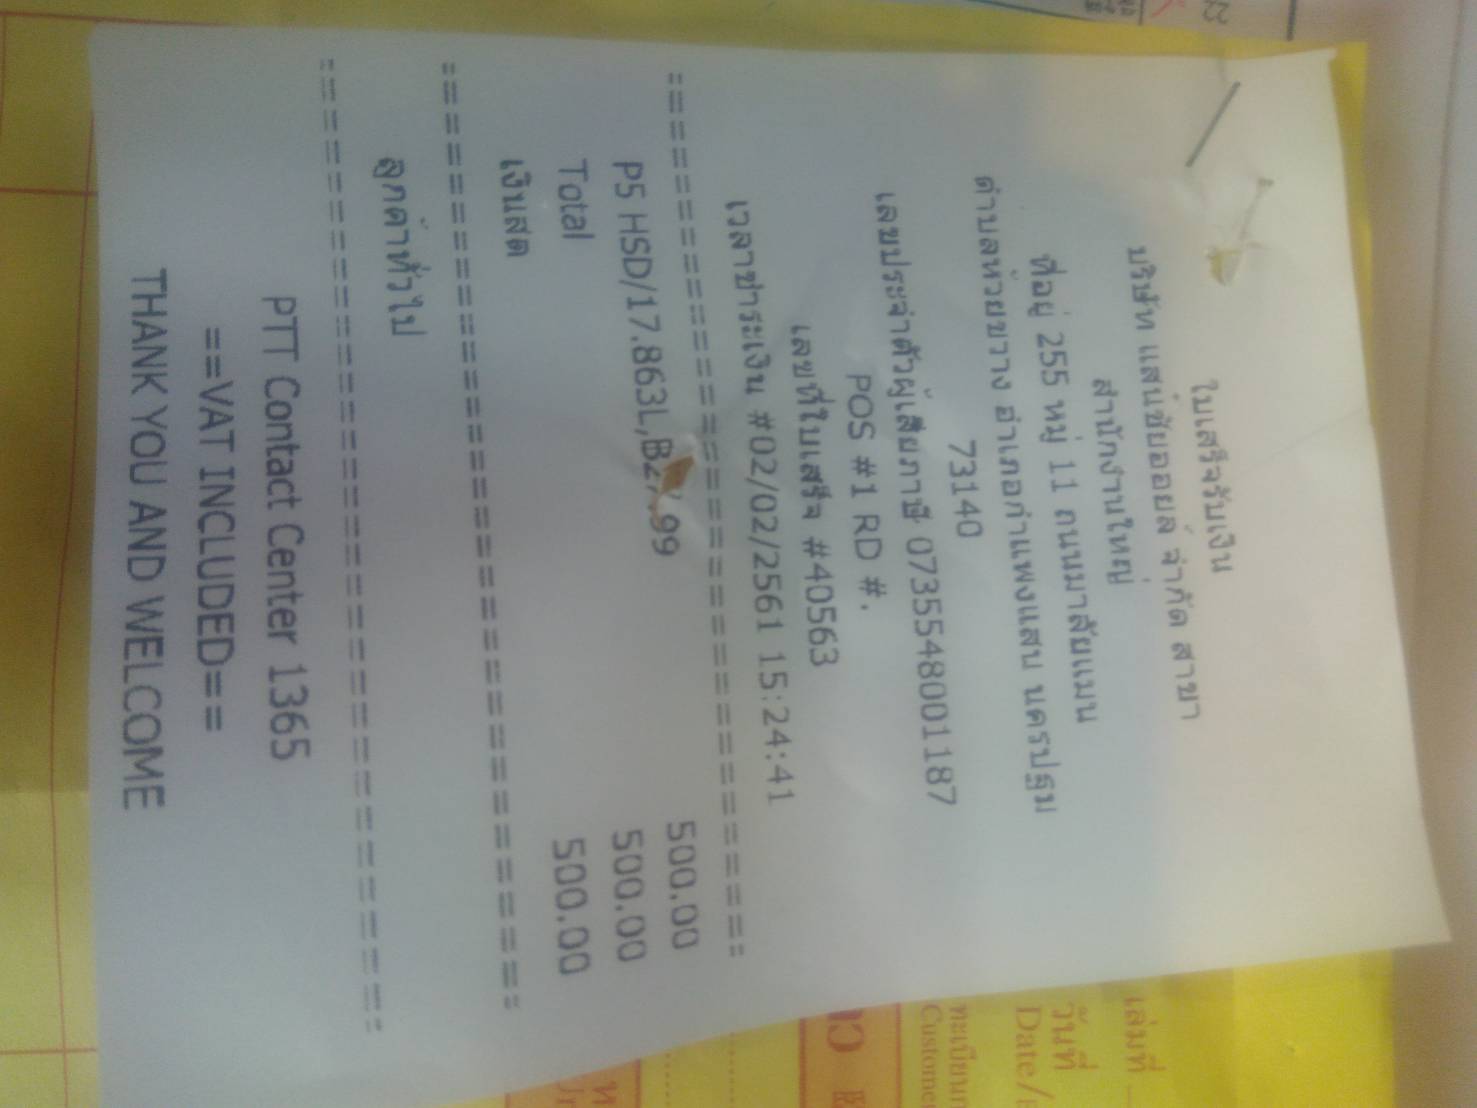 ใบเสร็จรับเงิน
บริษัท แสนชัยออยล์ จำกัด สาขา
สำนักงานใหญ่
ที่อยู่ 255 หมู่ 11 ถนนมาลัยแมน
ตำบลห้วยขวาง อำเภอกำแพงแสน นครปฐม
73140
เลขประจำตัวผู้เสียภาษี 0735548001187
POS #1 RD #.
เลขที่ใบเสร็จ #40563
เวลาชำระเงิน #02/02/2561 15:24:41
================================
P5 HSD/17.863L, 500.00
Total 500.00
เงินสด 500.00
================================
ลูกค้าทั่วไป
================================
PTT Contact Center 1365
==VAT INCLUDED==
THANK YOU AND WELCOME
เล่มที่
วันที่
Date/
Customer